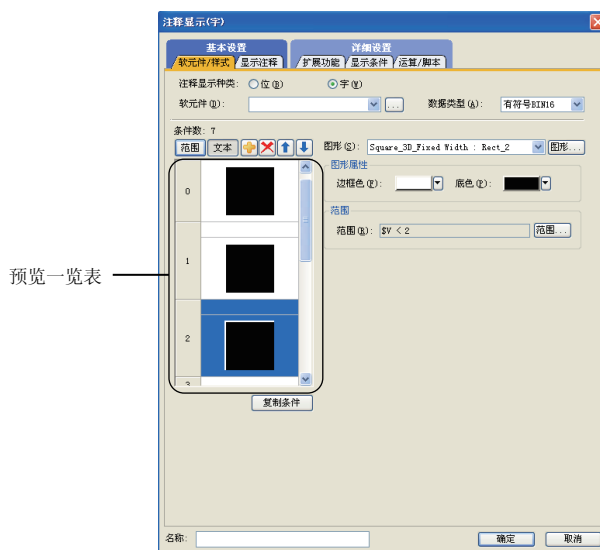 注释显示(字)
基本设置 详细设置
软元件/样式 显示注释 扩展功能 显示条件 运算/脚本
注释显示种类: 位(B) 字(W)
软元件(D): ... 数据类型(A): 有符号BIN16
条件数: 7
范围 文本 图形(S): Square_3D_Fixed Width : Rect_2 图形...
图形属性
0 边框色(F): 底色(P):
范围
范围(R): $V < 2 范围...
1
预览一览表
2
3
复制条件
名称: 确定 取消